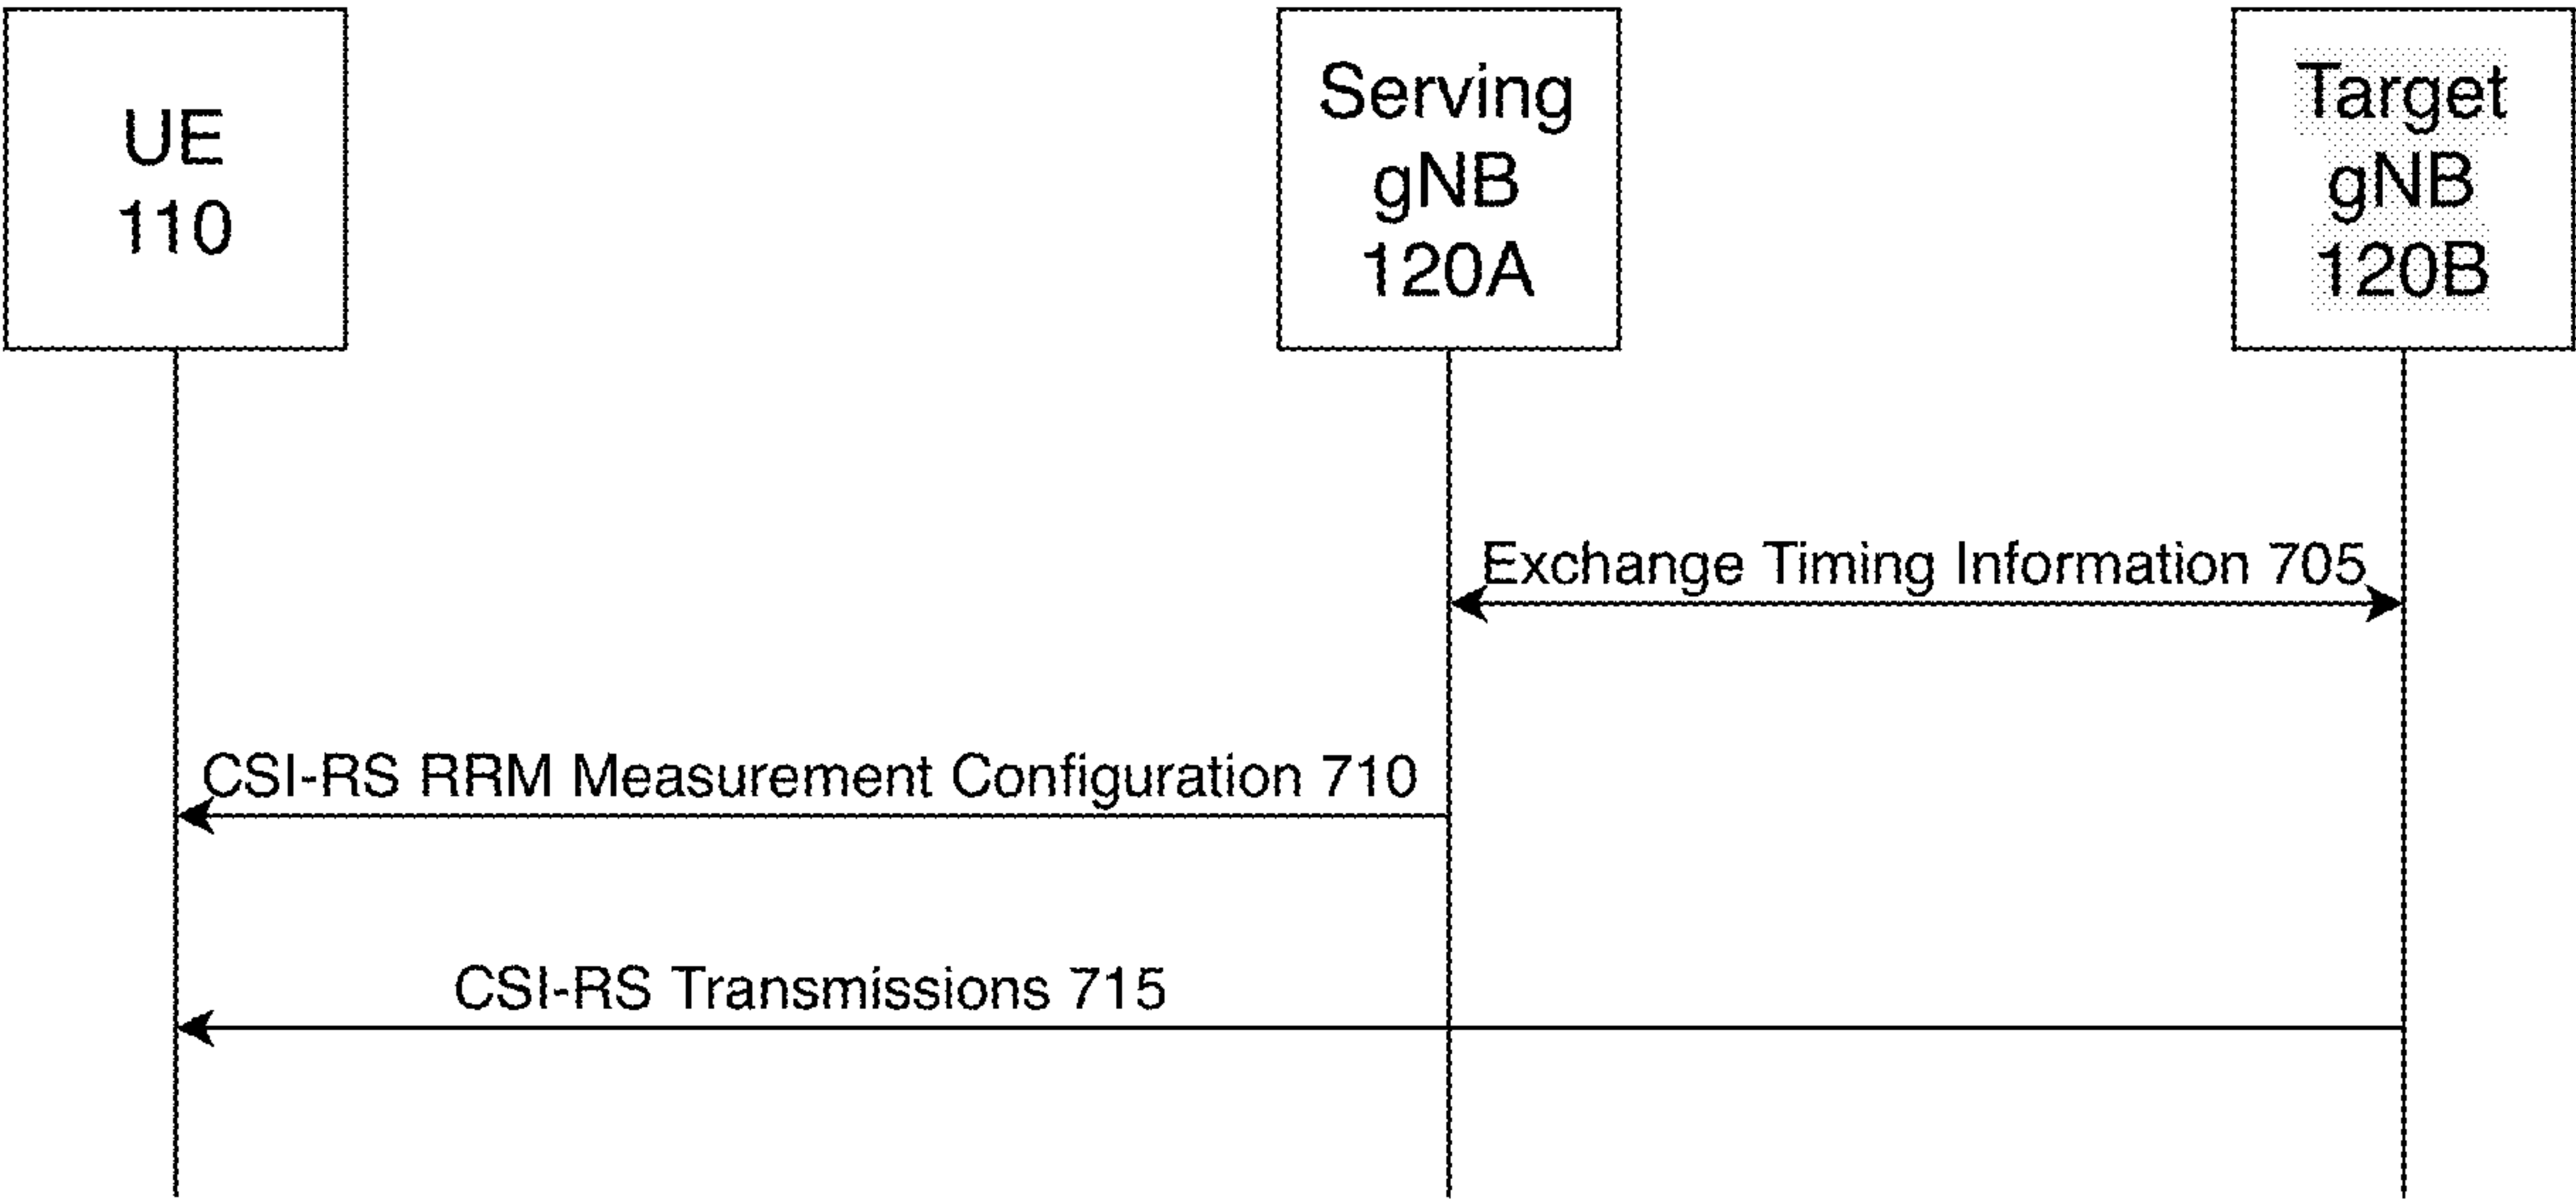 UE
110
Serving
gNB
120A
Target
gNB
120B
Exchange Timing Information 705
CSI-RS RRM Measurement Configuration 710
CSI-RS Transmissions 715